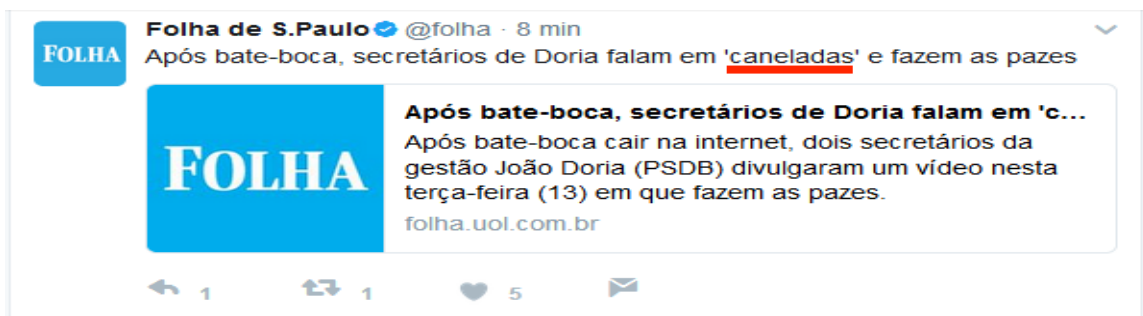 FOLHA
Folha de S.Paulo @folha · 8 min
Após bate-boca, secretários de Doria falam em 'caneladas' e fazem as pazes
FOLHA
Após bate-boca, secretários de Doria falam em 'c...
Após bate-boca cair na internet, dois secretários da
gestão João Doria (PSDB) divulgaram um vídeo nesta
terça-feira (13) em que fazem as pazes.
folha.uol.com.br
1 1 5